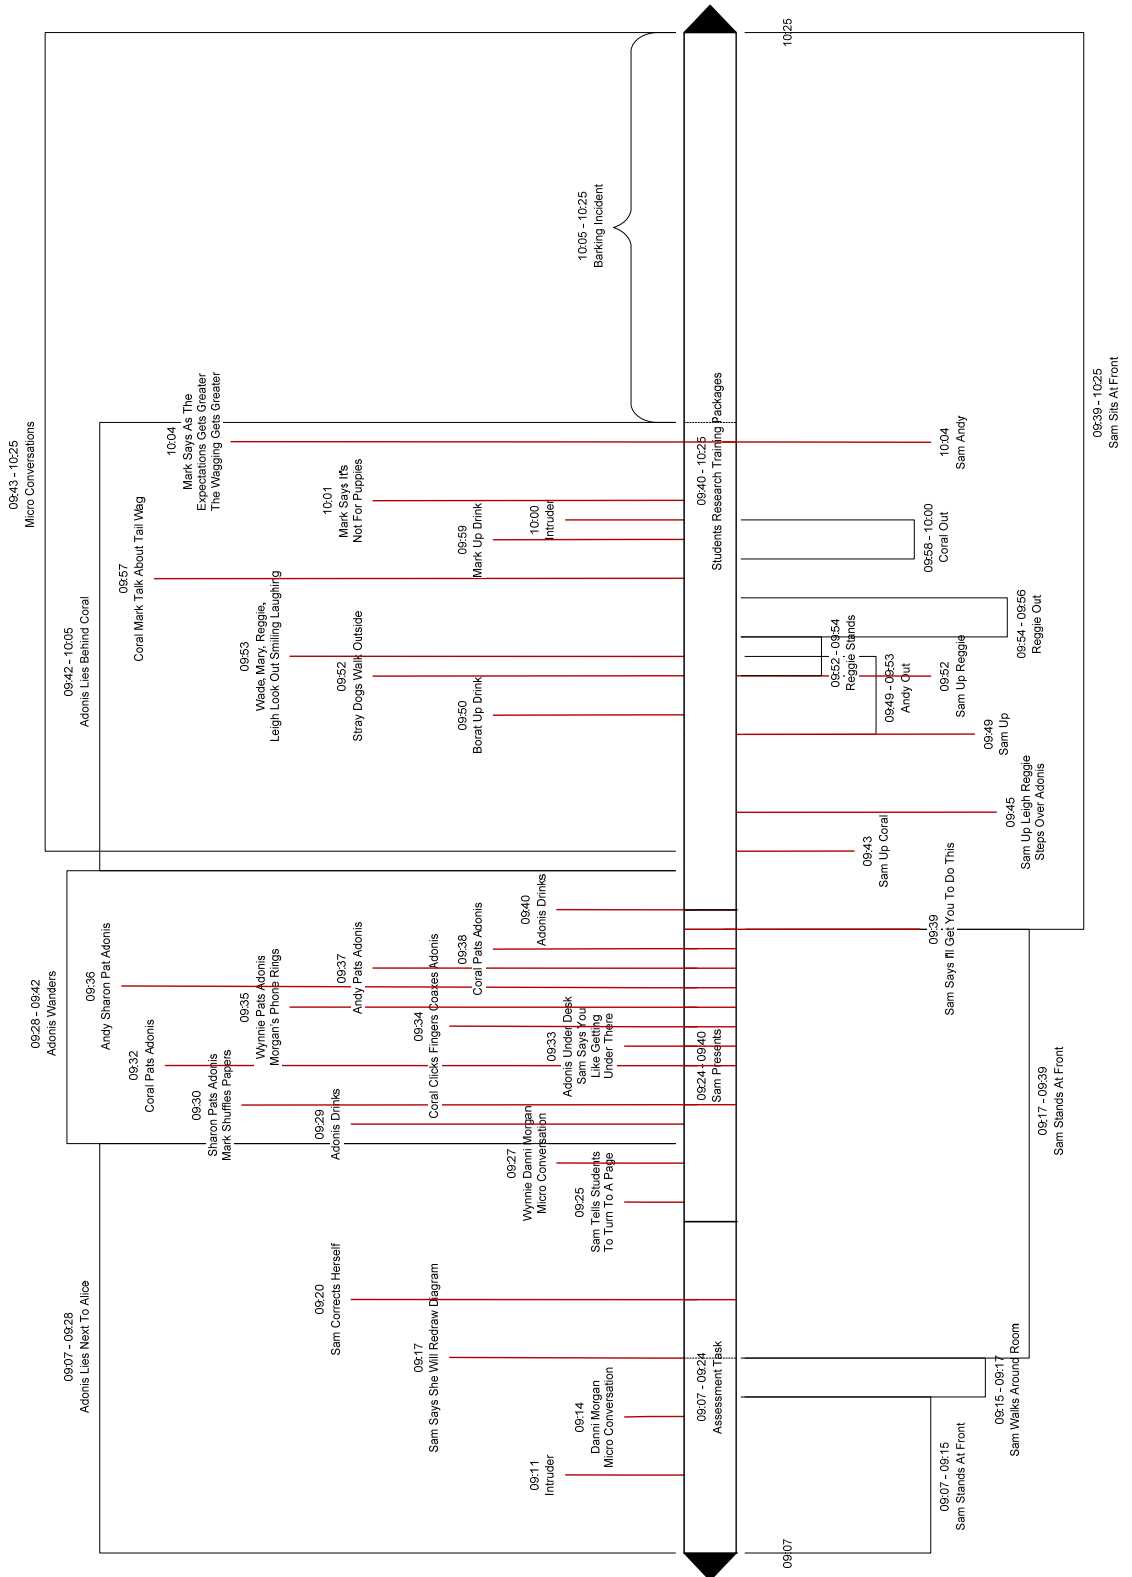 09:43 - 10:25
Micro Conversations
09:42 - 10:05
Adonis Lies Behind Coral
09:28 - 09:42
Adonis Wanders
09:07 - 09:28
Adonis Lies Next To Alice
09:11
Intruder
09:14
Danni Morgan
Micro Conversation
09:17
Sam Says She Will Redraw Diagram
09:20
Sam Corrects Herself
09:25
Sam Tells Students
To Turn To A Page
09:27
Wynnie Danni Morgan
Micro Conversation
09:29
Adonis Drinks
09:30
Sharon Pats Adonis
Mark Shuffles Papers
09:32
Coral Pats Adonis
09:33
Adonis Under Desk
Sam Says You
Like Getting
Under There
09:34
Coral Clicks Fingers Coaxes Adonis
09:35
Wynnie Pats Adonis
Morgan's Phone Rings
09:36
Andy Sharon Pat Adonis
09:37
Andy Pats Adonis
09:38
Coral Pats Adonis
09:40
Adonis Drinks
09:50
Borat Up Drink
09:52
Stray Dogs Walk Outside
09:53
Wade, Mary, Reggie,
Leigh Look Out Smiling Laughing
09:57
Coral Mark Talk About Tail Wag
09:59
Mark Up Drink
10:00
Intruder
10:01
Mark Says It's
Not For Puppies
10:04
Mark Says As The
Expectations Gets Greater
The Wagging Gets Greater
10:05 - 10:25
Barking Incident
09:07
09:07 - 09:24
Assessment Task
09:24 - 09:40
Sam Presents
09:40 - 10:25
Students Research Training Packages
10:25
09:07 - 09:15
Sam Stands At Front
09:15 - 09:17
Sam Walks Around Room
09:17 - 09:39
Sam Stands At Front
09:39
Sam Says I'll Get You To Do This
09:39 - 10:25
Sam Sits At Front
09:43
Sam Up Coral
09:45
Sam Up Leigh Reggie
Steps Over Adonis
09:49
Sam Up
09:49 - 09:53
Andy Out
09:52
Sam Up Reggie
09:52 - 09:54
Reggie Stands
09:54 - 09:56
Reggie Out
09:58 - 10:00
Coral Out
10:04
Sam Andy